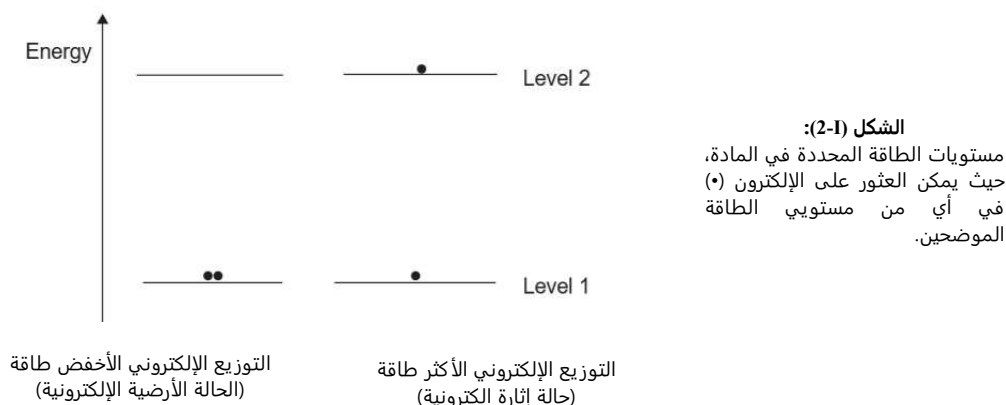 Energy
Level 2
الشكل (2-I):
مستويات الطاقة المحددة في المادة،
حيث يمكن العثور على الإلكترون (•)
في أي من مستويي الطاقة
الموضحين.
Level 1
التوزيع الإلكتروني الأخفض طاقة
(الحالة الأرضية الإلكترونية)
التوزيع الإلكتروني الأكثر طاقة
(حالة إثارة الكترونية)